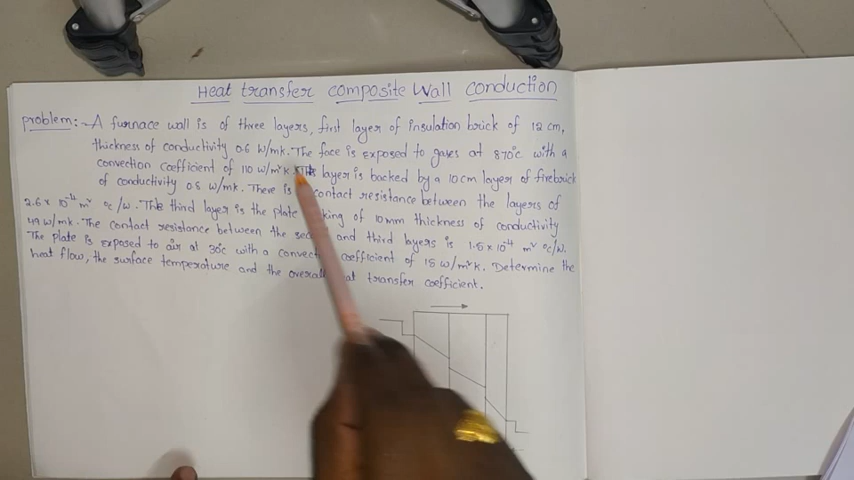 Heat transfer composite Wall conduction
problem:- A furnace wall is of three layers, first layer of insulation brick of 12 cm,
thickness of conductivity 0.6 W/mk. The face is exposed to gases at 870°c with a
convection coefficient of 110 W/m²k. layer is backed by a 10 cm layer of firebrick
of conductivity 0.8 W/mk. There is contact resistance between the layers of
2.6 x 10⁻⁴ m² °c/W. The third layer is the plate of 10mm thickness of conductivity
49 W/mk. The contact resistance between the and third layers is 1.5 x 10⁻⁴ m² °c/W.
The plate is exposed to air at 30°c with a coefficient of 15 W/m²k. Determine the
heat flow, the surface temperature and the transfer coefficient.